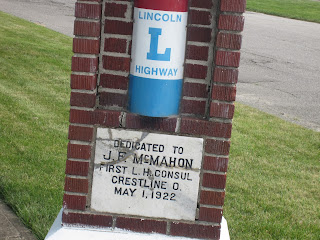 LINCOLN
L
HIGHWAY
DEDICATED TO
J. F. McMAHON
FIRST L. H. CONSUL
CRESTLINE O.
MAY 1, 1922